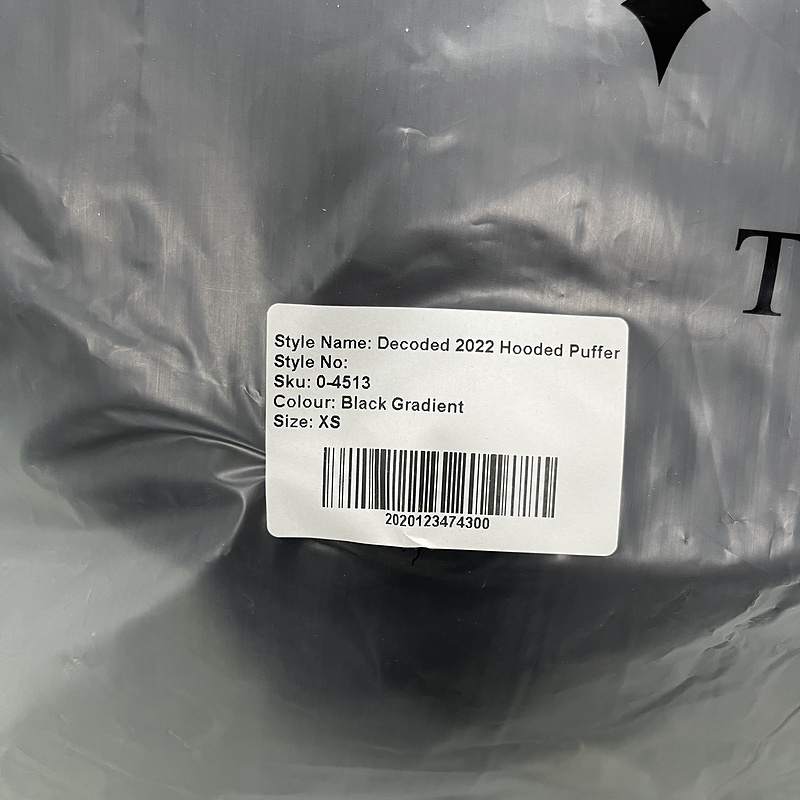 T
Style Name: Decoded 2022 Hooded Puffer
Style No:
Sku: 0-4513
Colour: Black Gradient
Size: XS
2020123474300